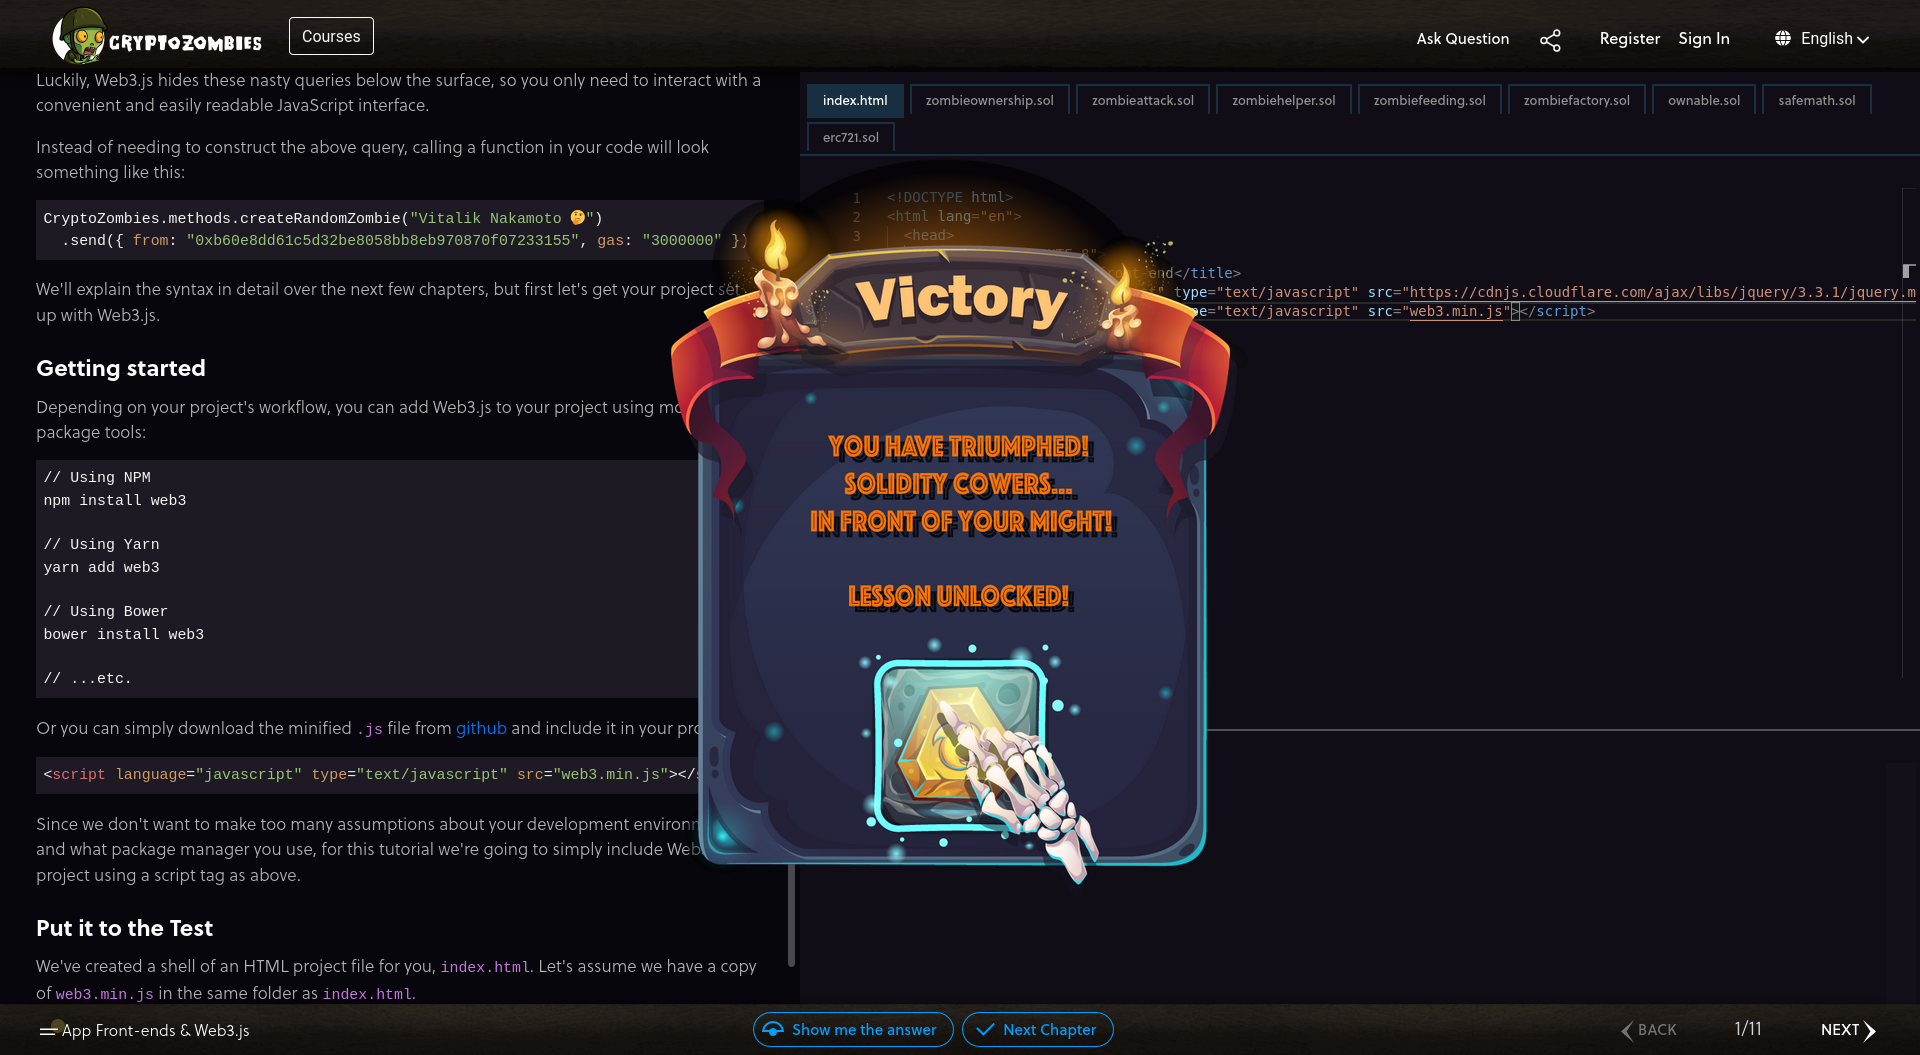 CRYPTOZOMBIES
Courses
Ask Question
Register
Sign In
English
Luckily, Web3.js hides these nasty queries below the surface, so you only need to interact with a
convenient and easily readable JavaScript interface.
Instead of needing to construct the above query, calling a function in your code will look
something like this:
CryptoZombies.methods.createRandomZombie("Vitalik Nakamoto 🤔")
.send({ from: "0xb60e8dd61c5d32be8058bb8eb970870f07233155", gas: "3000000" })
We'll explain the syntax in detail over the next few chapters, but first let's get your project set
up with Web3.js.
Getting started
Depending on your project's workflow, you can add Web3.js to your project using
package tools:
// Using NPM
npm install web3
// Using Yarn
yarn add web3
// Using Bower
bower install web3
// ...etc.
Or you can simply download the minified .js file from github and include it in your
<script language="javascript" type="text/javascript" src="web3.min.js"></
Since we don't want to make too many assumptions about your development
and what package manager you use, for this tutorial we're going to simply include
project using a script tag as above.
Put it to the Test
We've created a shell of an HTML project file for you, index.html. Let's assume we have a copy
of web3.min.js in the same folder as index.html.
index.html
zombieownership.sol
zombieattack.sol
zombiehelper.sol
zombiefeeding.sol
zombiefactory.sol
ownable.sol
safemath.sol
erc721.sol
1 <!DOCTYPE html>
2 <html lang="en">
3 <head>
end</title>
type="text/javascript" src="https://cdnjs.cloudflare.com/ajax/libs/jquery/3.3.1/jquery.m
pe="text/javascript" src="web3.min.js"></script>
Victory
YOU HAVE TRIUMPHED!
SOLIDITY COWERS...
IN FRONT OF YOUR MIGHT!
LESSON UNLOCKED!
App Front-ends & Web3.js
Show me the answer
Next Chapter
BACK
1/11
NEXT